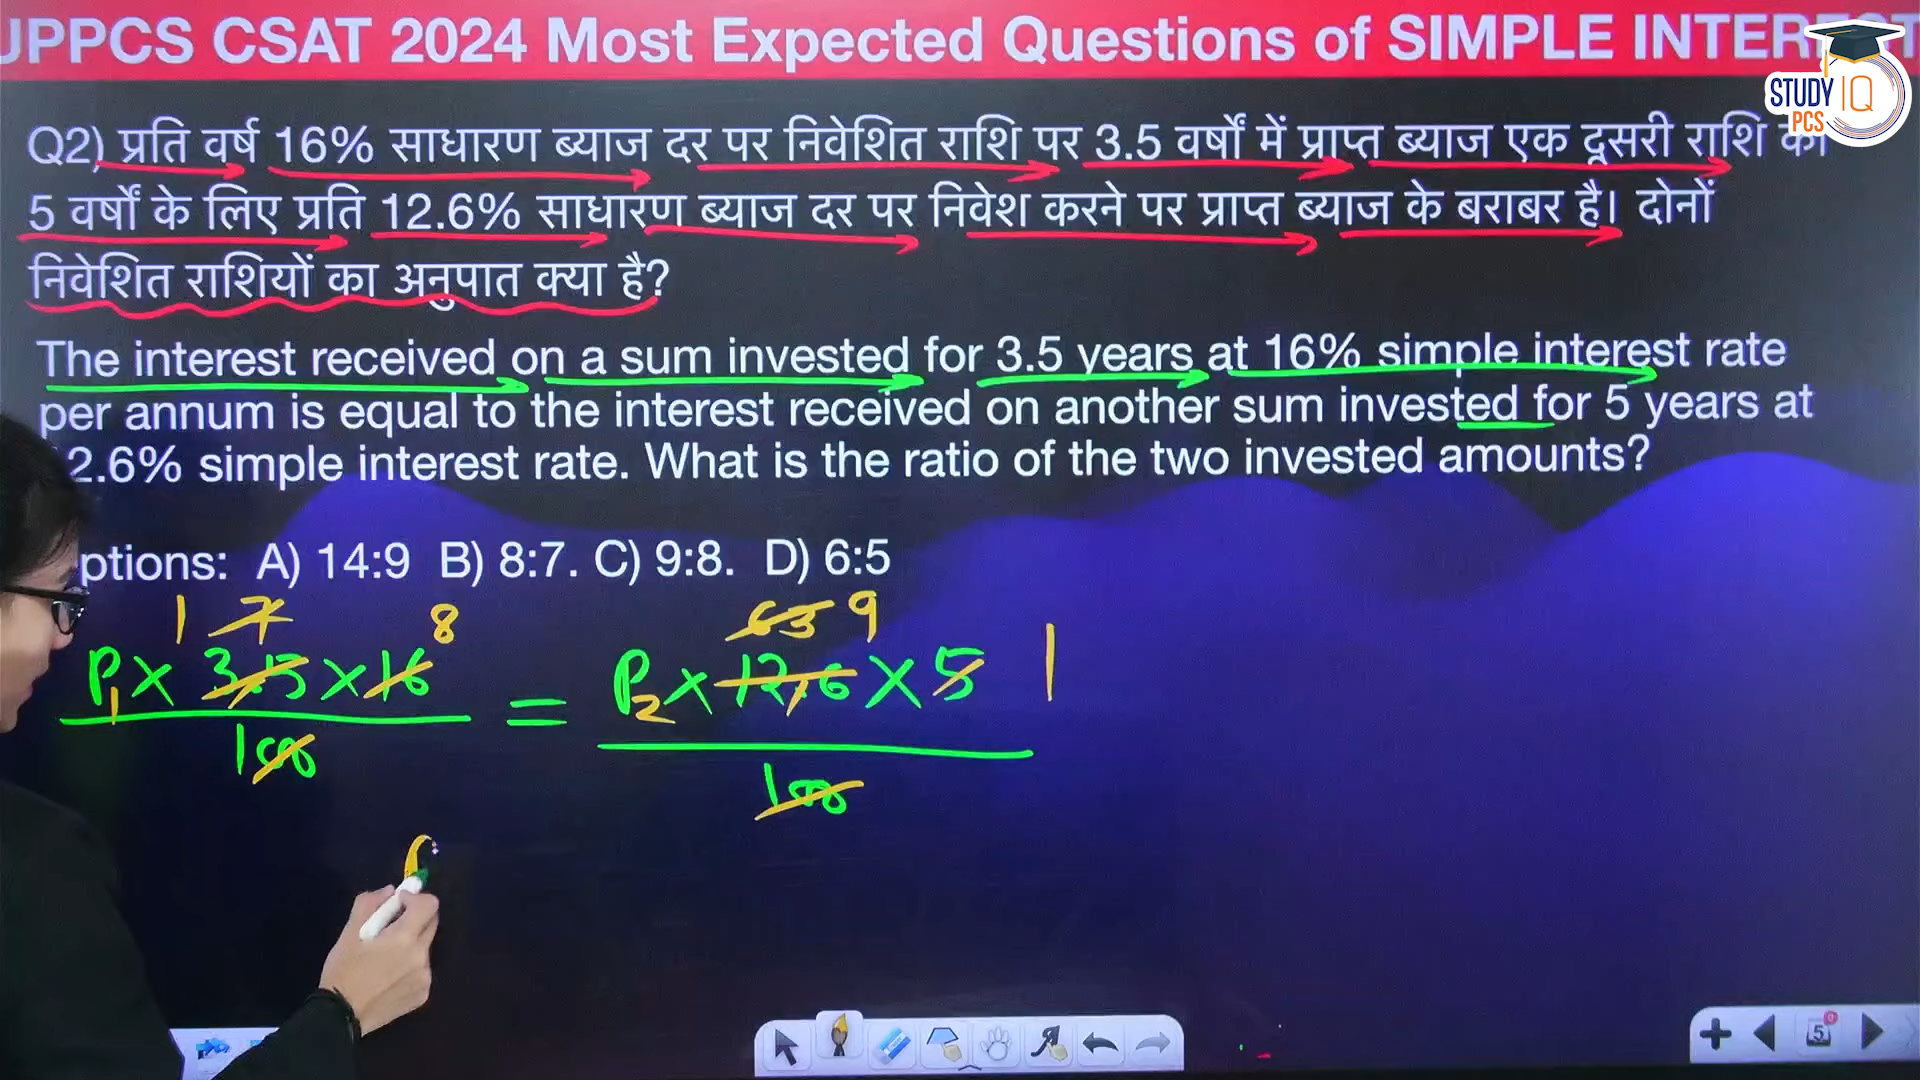 UPPCS CSAT 2024 Most Expected Questions of SIMPLE INTEREST
STUDY IQ
PCS
Q2) प्रति वर्ष 16% साधारण ब्याज दर पर निवेशित राशि पर 3.5 वर्षों में प्राप्त ब्याज एक दूसरी राशि का
5 वर्षों के लिए प्रति 12.6% साधारण ब्याज दर पर निवेश करने पर प्राप्त ब्याज के बराबर है। दोनों
निवेशित राशियों का अनुपात क्या है?
The interest received on a sum invested for 3.5 years at 16% simple interest rate
per annum is equal to the interest received on another sum invested for 5 years at
2.6% simple interest rate. What is the ratio of the two invested amounts?
ptions: A) 14:9 B) 8:7. C) 9:8. D) 6:5
1 7 8 63 9
P1 × 3.5 × 16 = P2 × 12.6 × 5 1
100 100
5